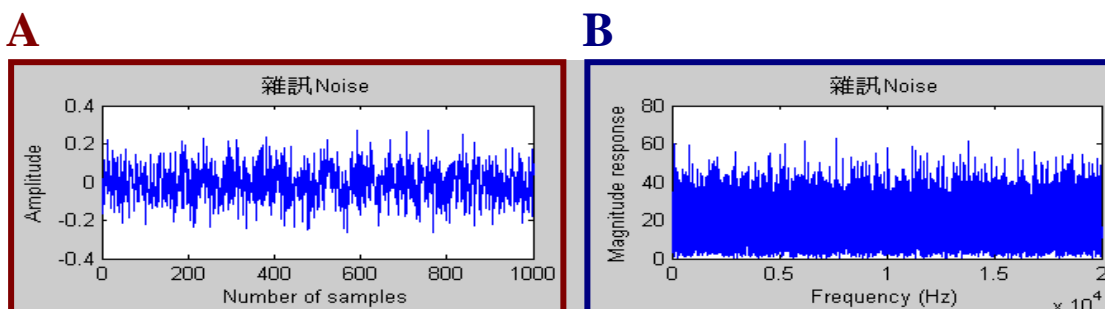 A
B
雜訊Noise
0.4
0.2
0
-0.2
-0.4
Amplitude
0 200 400 600 800 1000
Number of samples
雜訊Noise
80
60
40
20
0
Magnitude response
0 0.5 1 1.5 2
Frequency (Hz)
x 10⁴